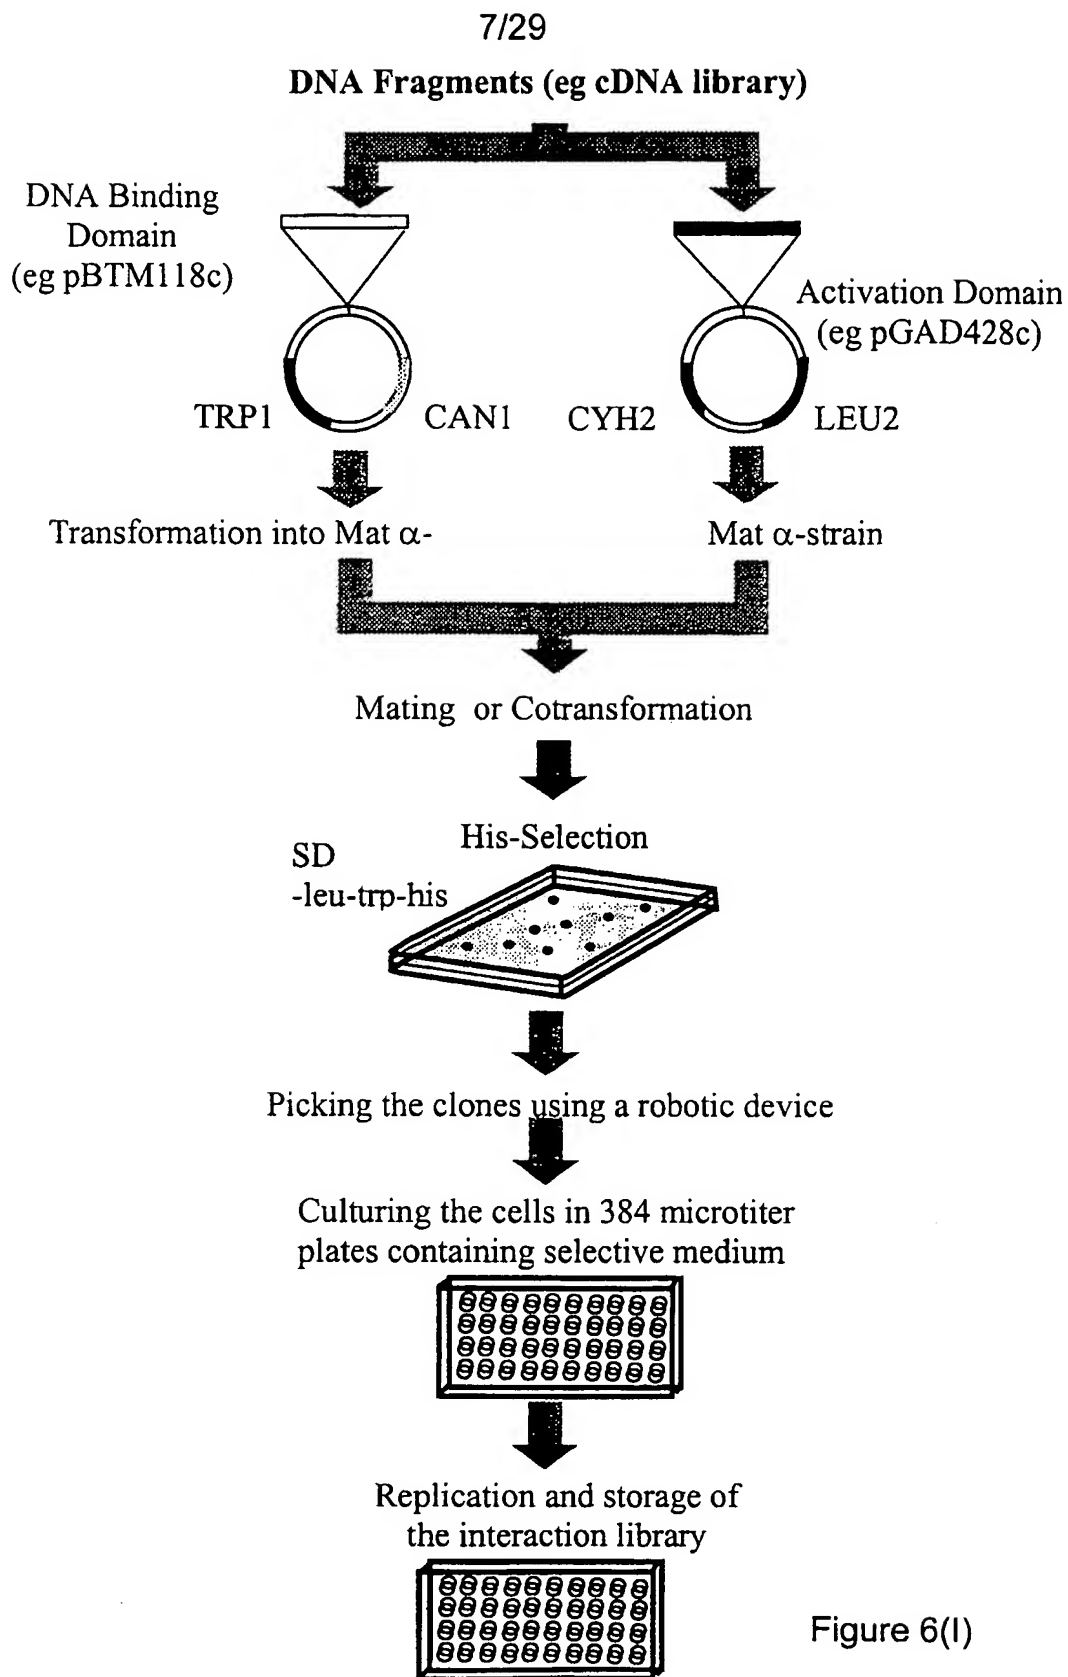 7/29
DNA Fragments (eg cDNA library)
DNA Binding
Domain
(eg pBTM118c)
Activation Domain
(eg pGAD428c)
TRP1
CAN1
CYH2
LEU2
Transformation into Mat α-
Mat α-strain
Mating or Cotransformation
His-Selection
SD
-leu-trp-his
Picking the clones using a robotic device
Culturing the cells in 384 microtiter
plates containing selective medium
Replication and storage of
the interaction library
Figure 6(I)